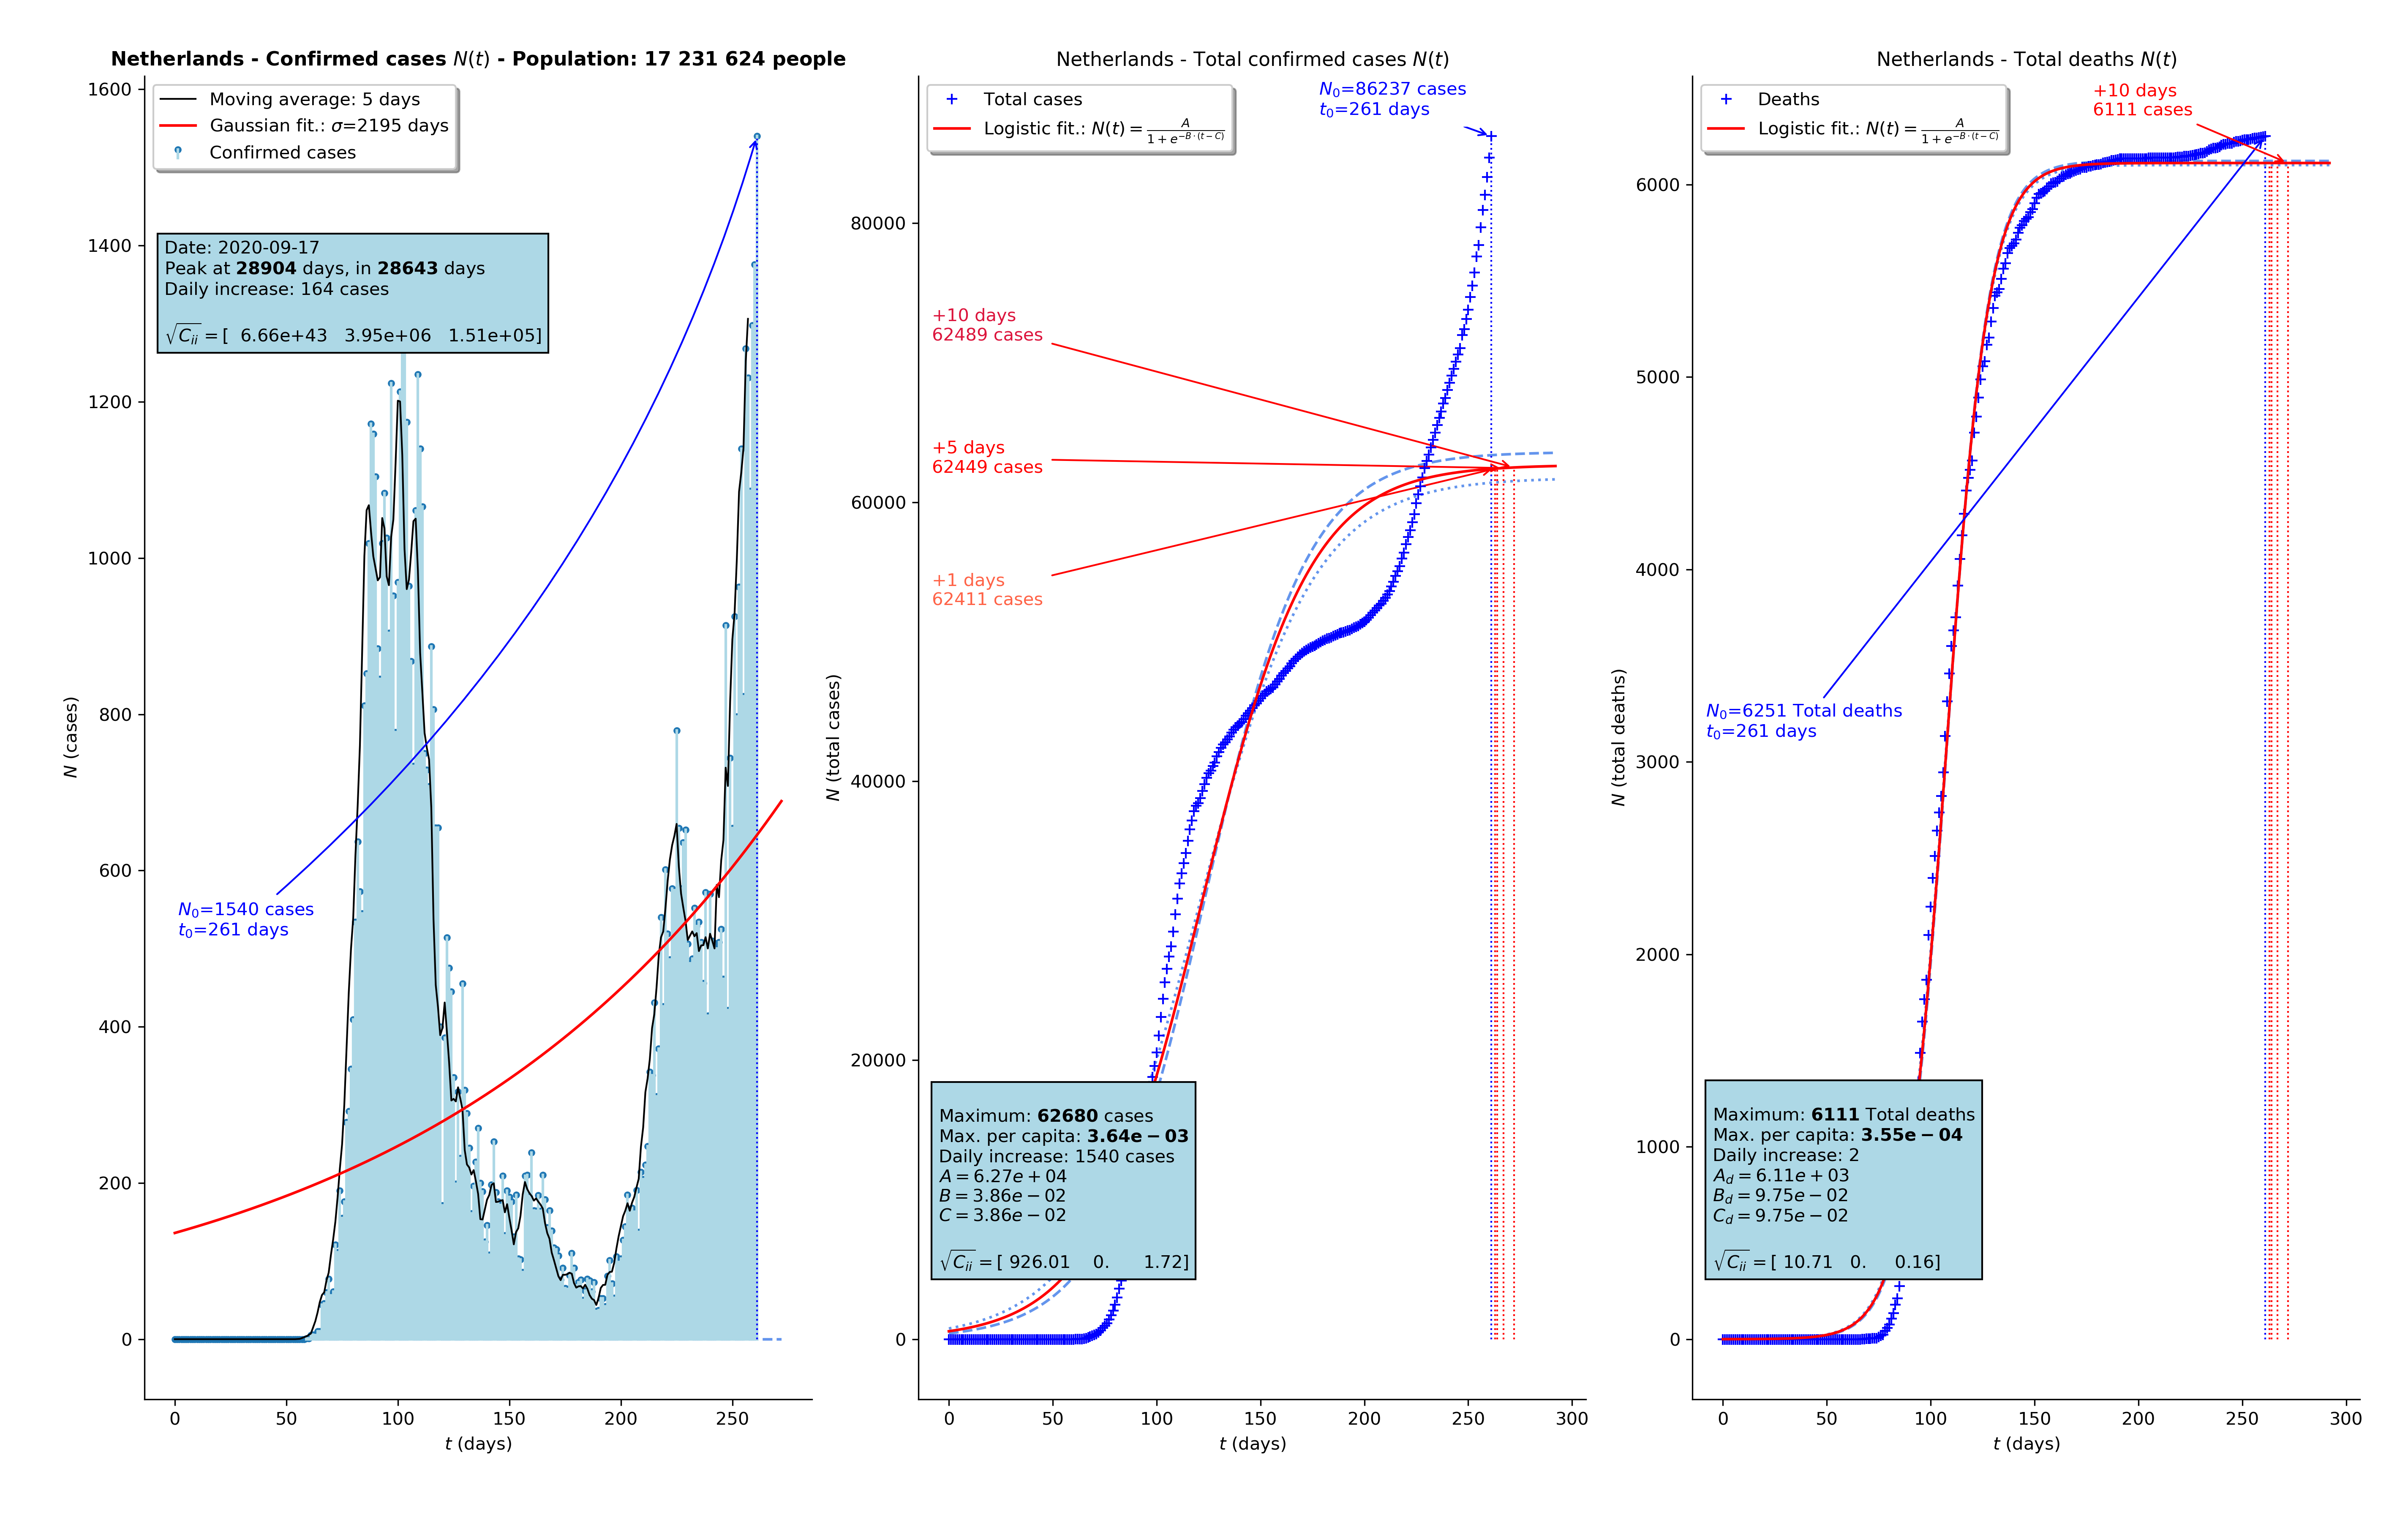 Netherlands - Confirmed cases N(t) - Population: 17 231 624 people
1600
1400
1200
1000
800
600
400
200
0
N (cases)
Moving average: 5 days
Gaussian fit.: σ=2195 days
Confirmed cases
Date: 2020-09-17
Peak at 28904 days, in 28643 days
Daily increase: 164 cases
√Cᵢᵢ = [ 6.66e+43 3.95e+06 1.51e+05]
N₀=1540 cases
t₀=261 days
0 50 100 150 200 250
t (days)
Netherlands - Total confirmed cases N(t)
80000
60000
40000
20000
0
N (total cases)
Total cases
Logistic fit.: N(t) = A / (1 + e^(−B·(t−C)))
N₀=86237 cases
t₀=261 days
+10 days
62489 cases
+5 days
62449 cases
+1 days
62411 cases
Maximum: 62680 cases
Max. per capita: 3.64e − 03
Daily increase: 1540 cases
A = 6.27e + 04
B = 3.86e − 02
C = 3.86e − 02
√Cᵢᵢ = [ 926.01 0. 1.72]
0 50 100 150 200 250 300
t (days)
Netherlands - Total deaths N(t)
6000
5000
4000
3000
2000
1000
0
N (total deaths)
Deaths
Logistic fit.: N(t) = A / (1 + e^(−B·(t−C)))
+10 days
6111 cases
N₀=6251 Total deaths
t₀=261 days
Maximum: 6111 Total deaths
Max. per capita: 3.55e − 04
Daily increase: 2
A_d = 6.11e + 03
B_d = 9.75e − 02
C_d = 9.75e − 02
√Cᵢᵢ = [ 10.71 0. 0.16]
0 50 100 150 200 250 300
t (days)